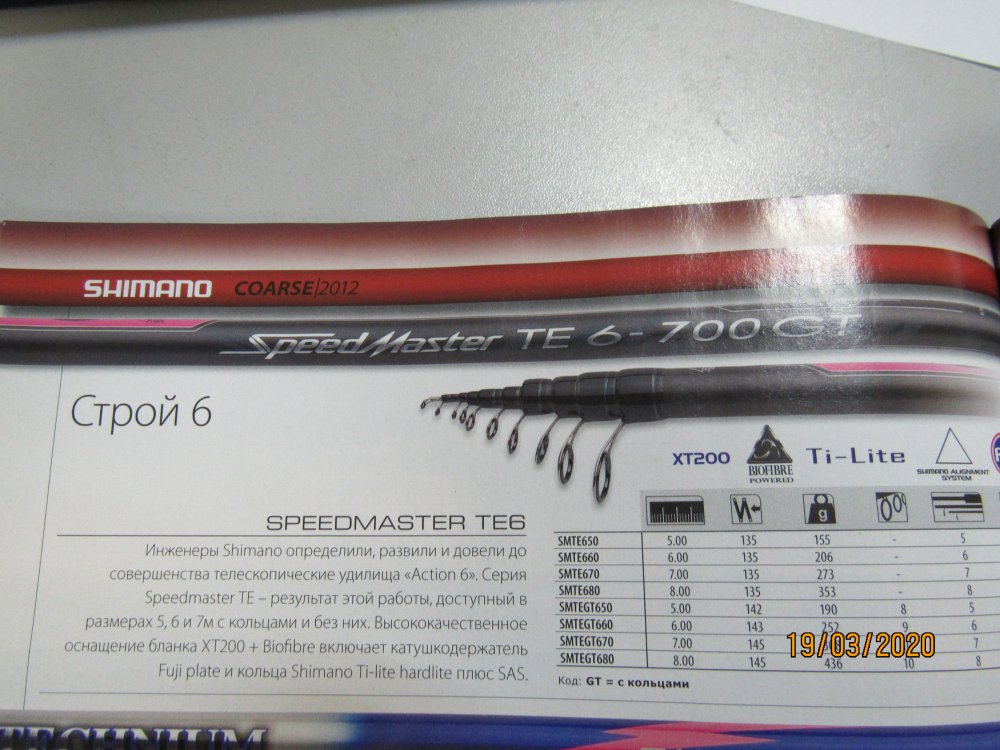 SHIMANO COARSE|2012
SpeedMaster TE 6-700 GT
Строй 6
XT200 BIOFIBRE POWERED Ti-Lite SHIMANO ALIGNMENT SYSTEM
g
SPEEDMASTER TE6
Инженеры Shimano определили, развили и довели до
совершенства телескопические удилища «Action 6». Серия
Speedmaster TE – результат этой работы, доступный в
размерах 5, 6 и 7м с кольцами и без них. Высококачественное
оснащение бланка XT200 + Biofibre включает катушкодержатель
Fuji plate и кольца Shimano Ti-lite hardlite плюс SAS.
SMTE650 5.00 135 155 - 5
SMTE660 6.00 135 206 - 6
SMTE670 7.00 135 273 - 7
SMTE680 8.00 135 353 - 8
SMTEGT650 5.00 142 190 8 5
SMTEGT660 6.00 143 252 9 6
SMTEGT670 7.00 145 7
SMTEGT680 8.00 145 436 10 8
Код: GT = с кольцами
19/03/2020
TECHNIUM